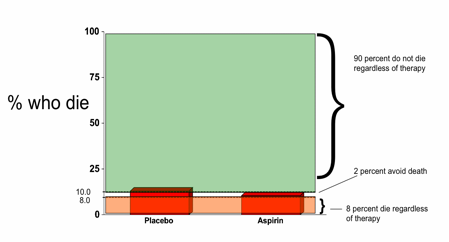 100
90 percent do not die
regardless of therapy
75
% who die
50
25
2 percent avoid death
10.0
8.0
8 percent die regardless
of therapy
0
Placebo
Aspirin